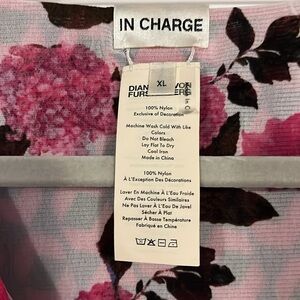 IN CHARGE
XL
DIAN VON
FURS ERG
100% Nylon
Exclusive of Decoration
Machine Wash Cold With Like
Colors
Do Not Bleach
Lay Flat To Dry
Cool Iron
Made in China
100% Nylon
À L'Exception Des Décorations
Laver En Machine À L'Eau Froide
Avec Des Couleurs Similaires
Ne Pas Laver À L'Eau De Javel
Sécher À Plat
Repasser À Basse Température
Fabriqué en Chine